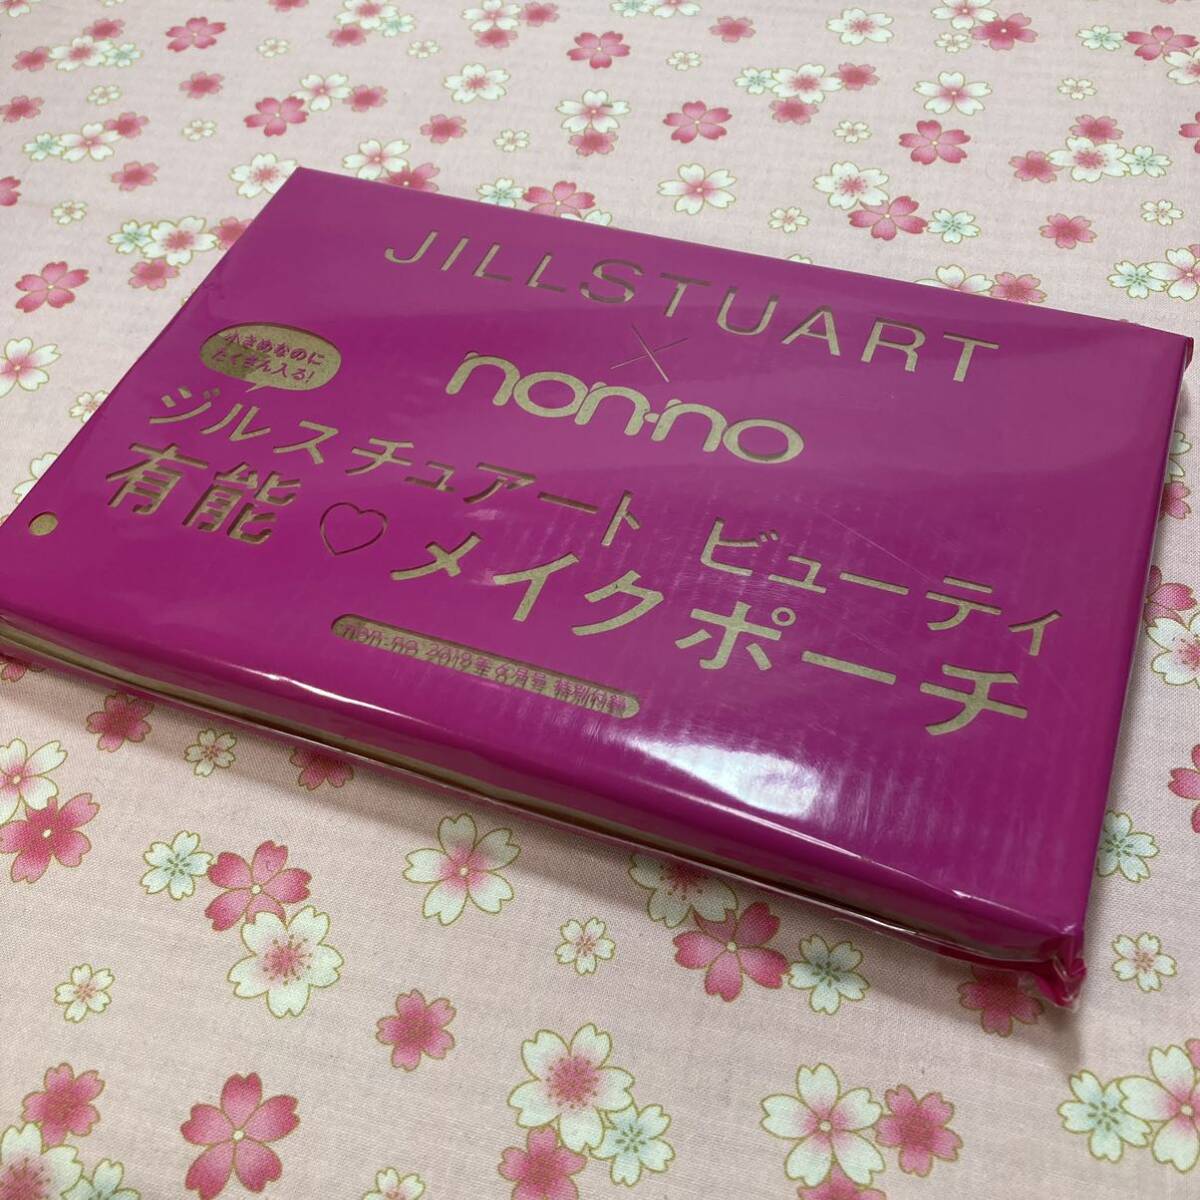 JILLSTUART
×
non-no
小さめなのに
たくさん入る!
ジルスチュアート ビューティ
有能♡メイクポーチ
non-no 2018年8月号 特別付録